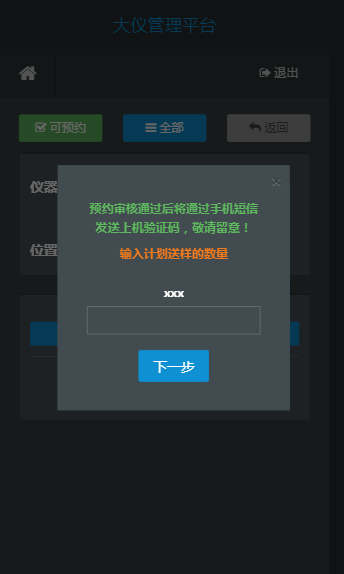 大仪管理平台
退出
可预约
全部
返回
仪器
×
预约审核通过后将通过手机短信
发送上机验证码，敬请留意！
输入计划送样的数量
位置
xxx
下一步